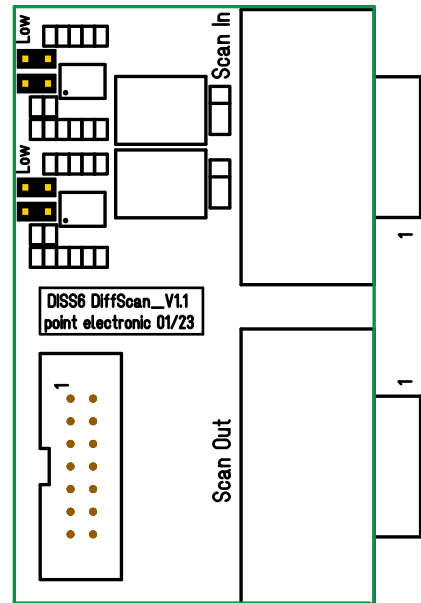 Low
Scan In
Low
1
DISS6 DiffScan_V1.1
point electronic 01/23
1
1
Scan Out